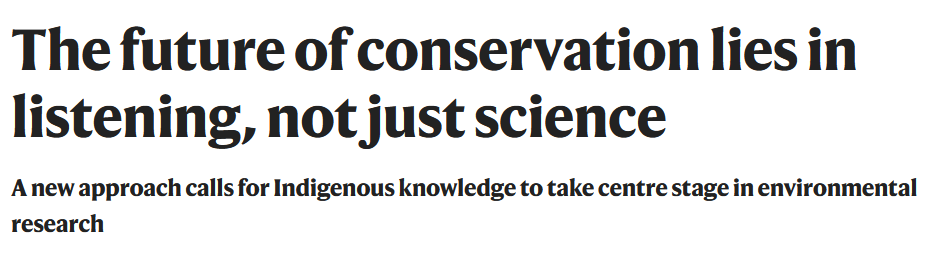 The future of conservation lies in
listening, not just science
A new approach calls for Indigenous knowledge to take centre stage in environmental
research